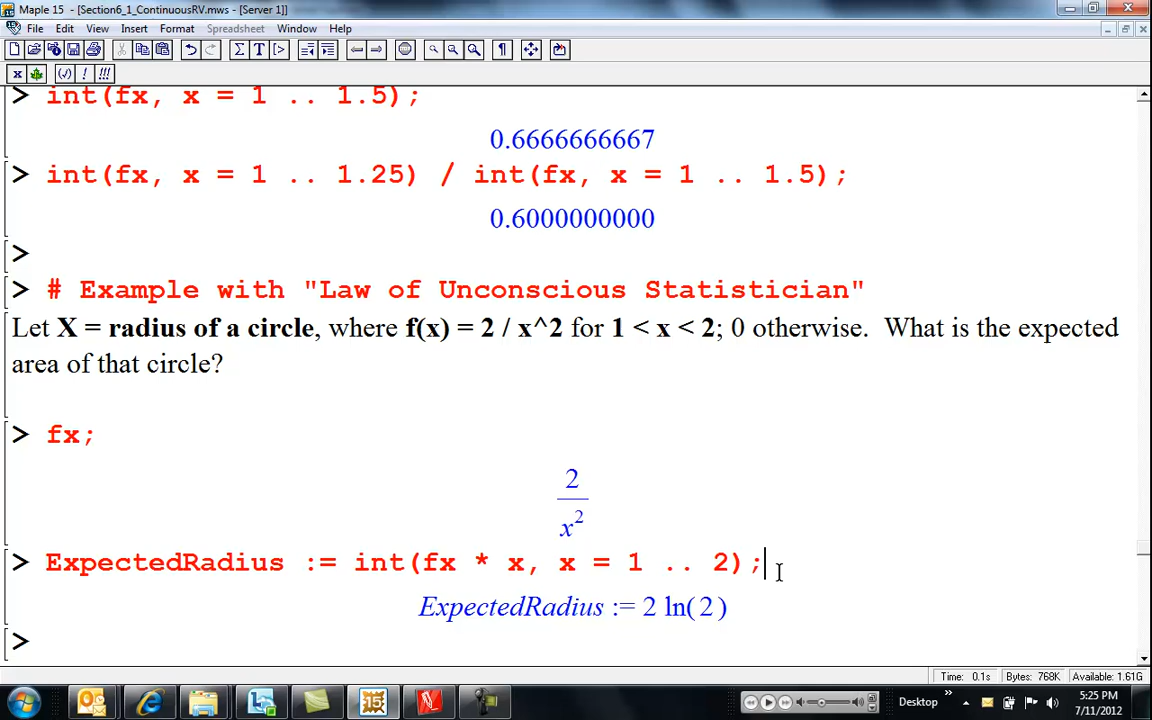 Maple 15 - [Section6_1_ContinuousRV.mws - [Server 1]]
File Edit View Insert Format Spreadsheet Window Help
> int(fx, x = 1 .. 1.5);
0.6666666667
> int(fx, x = 1 .. 1.25) / int(fx, x = 1 .. 1.5);
0.6000000000
>
> # Example with "Law of Unconscious Statistician"
Let X = radius of a circle, where f(x) = 2 / x^2 for 1 < x < 2; 0 otherwise. What is the expected
area of that circle?
> fx;
2
x2
> ExpectedRadius := int(fx * x, x = 1 .. 2);
ExpectedRadius := 2 ln( 2 )
>
Time: 0.1s Bytes: 768K Available: 1.61G
Desktop » 5:25 PM
7/11/2012